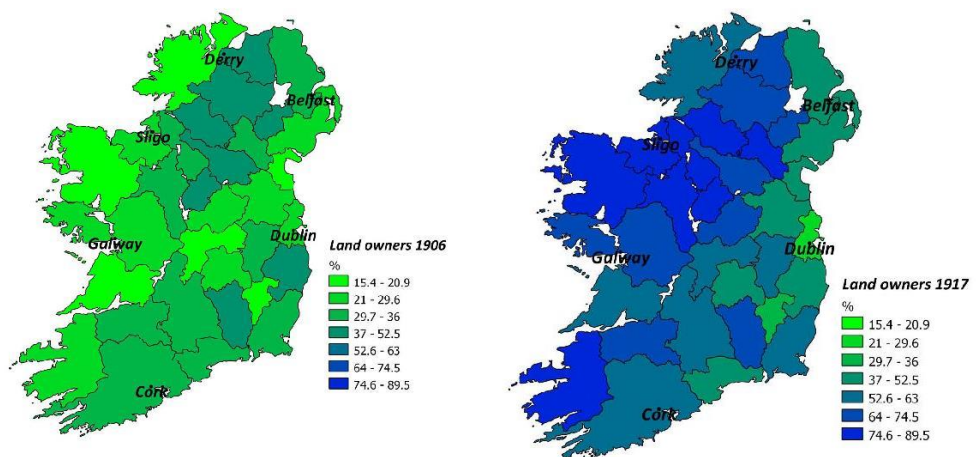 Derry
Belfast
Sligo
Galway
Dublin
Cork
Land owners 1906
%
15.4 - 20.9
21 - 29.6
29.7 - 36
37 - 52.5
52.6 - 63
64 - 74.5
74.6 - 89.5
Derry
Belfast
Sligo
Galway
Dublin
Cork
Land owners 1917
%
15.4 - 20.9
21 - 29.6
29.7 - 36
37 - 52.5
52.6 - 63
64 - 74.5
74.6 - 89.5